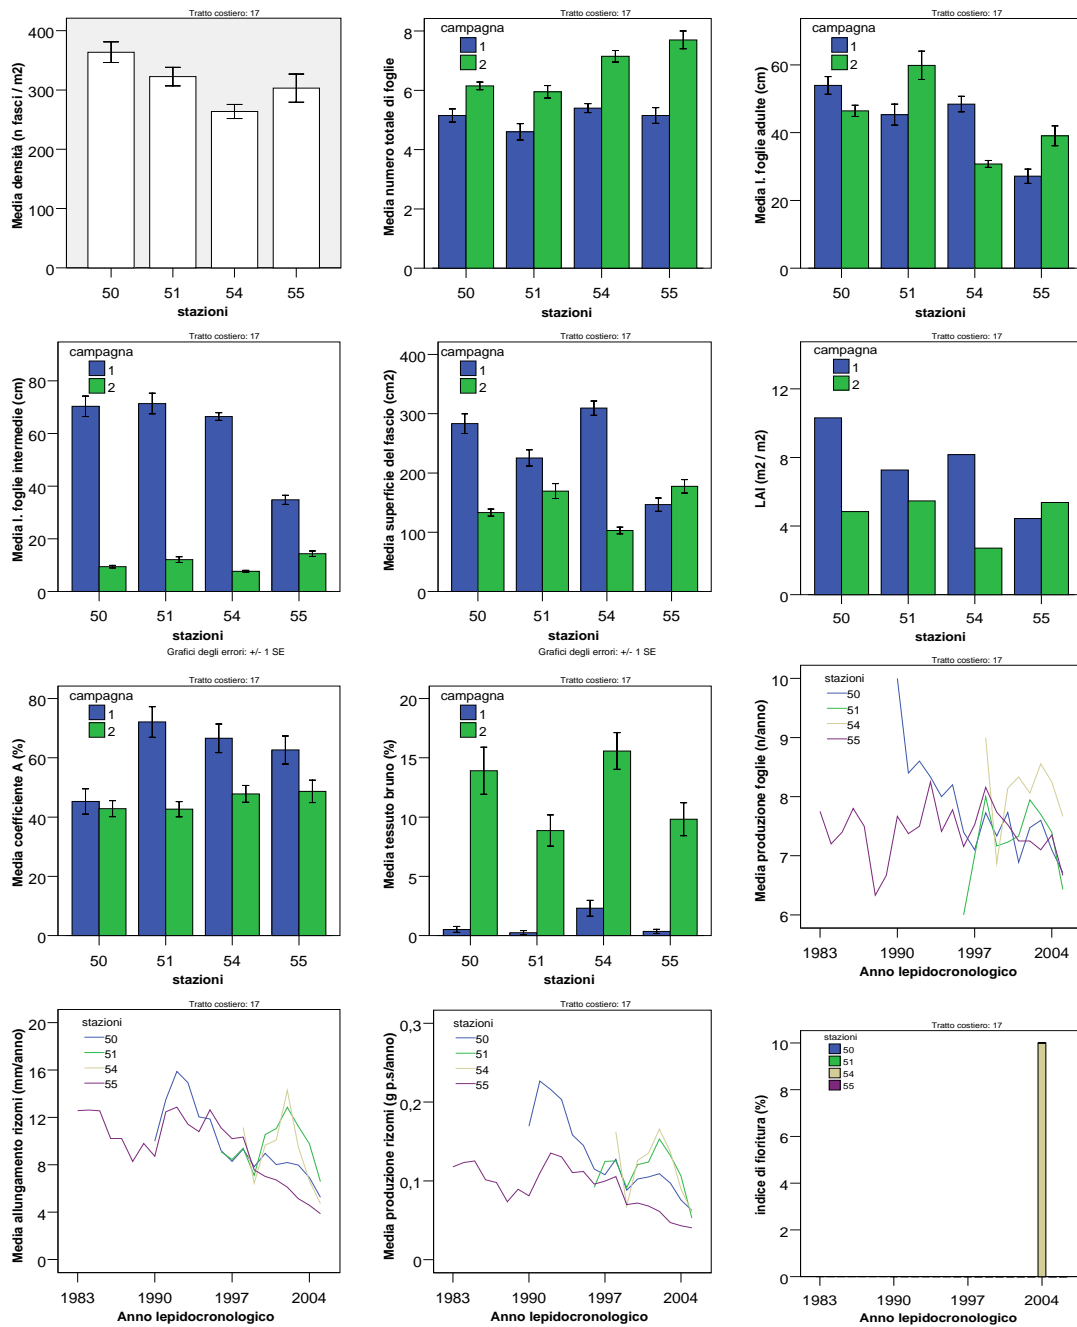 Tratto costiero: 17
Media densità (n fasci / m2)
400
300
200
100
0
50 51 54 55
stazioni
Tratto costiero: 17
campagna
1
2
Media numero totale di foglie
8
6
4
2
0
50 51 54 55
stazioni
Tratto costiero: 17
campagna
1
2
Media l. foglie adulte (cm)
60
40
20
0
50 51 54 55
stazioni
Tratto costiero: 17
campagna
1
2
Media l. foglie intermedie (cm)
80
60
40
20
0
50 51 54 55
stazioni
Grafici degli errori: +/- 1 SE
Tratto costiero: 17
campagna
1
2
Media superficie del fascio (cm2)
400
300
200
100
0
50 51 54 55
stazioni
Grafici degli errori: +/- 1 SE
Tratto costiero: 17
campagna
1
2
LAI (m2 / m2)
12
8
4
0
50 51 54 55
stazioni
Tratto costiero: 17
campagna
1
2
Media coefficiente A (%)
80
60
40
20
0
50 51 54 55
stazioni
Tratto costiero: 17
campagna
1
2
Media tessuto bruno (%)
20
15
10
5
0
50 51 54 55
stazioni
Tratto costiero: 17
stazioni
50
51
54
55
Media produzione foglie (n/anno)
10
9
8
7
6
1983 1990 1997 2004
Anno lepidocronologico
Tratto costiero: 17
stazioni
50
51
54
55
Media allungamento rizomi (mm/anno)
20
16
12
8
4
0
1983 1990 1997 2004
Anno lepidocronologico
Tratto costiero: 17
stazioni
50
51
54
55
Media produzione rizomi (g p.s/anno)
0,3
0,2
0,1
0,0
1983 1990 1997 2004
Anno lepidocronologico
Tratto costiero: 17
stazioni
50
51
54
55
indice di fioritura (%)
10
8
6
4
2
0
1983 1990 1997 2004
Anno lepidocronologico